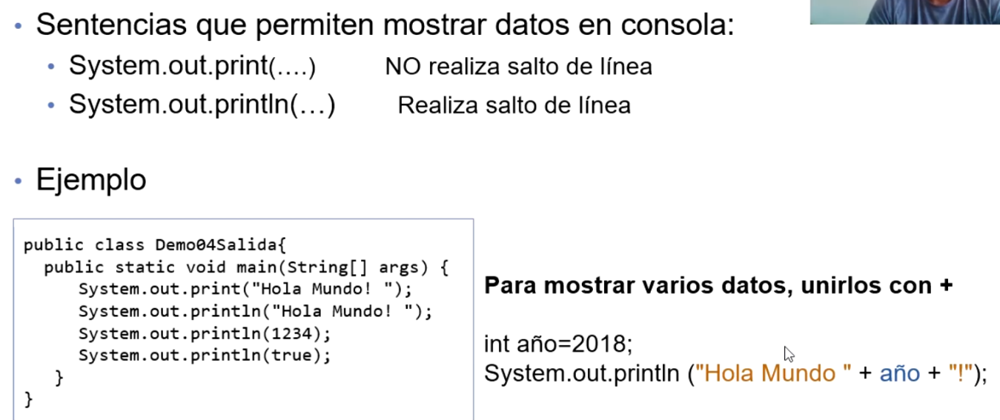 • Sentencias que permiten mostrar datos en consola:
• System.out.print(….) NO realiza salto de línea
• System.out.println(…) Realiza salto de línea
• Ejemplo
public class Demo04Salida{
public static void main(String[] args) {
System.out.print("Hola Mundo! ");
System.out.println("Hola Mundo! ");
System.out.println(1234);
System.out.println(true);
}
}
Para mostrar varios datos, unirlos con +
int año=2018;
System.out.println ("Hola Mundo " + año + "!");